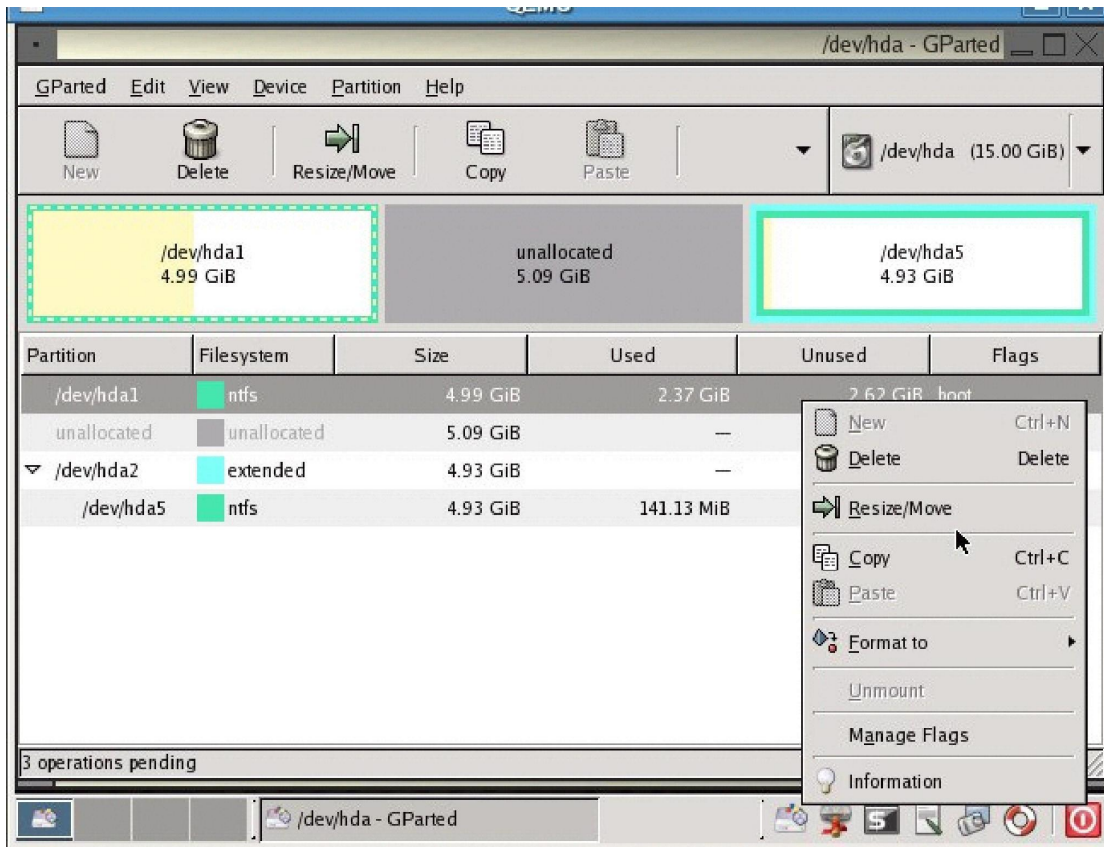 QEMU
/dev/hda - GParted
GParted Edit View Device Partition Help
New Delete Resize/Move Copy Paste /dev/hda (15.00 GiB)
/dev/hda1
4.99 GiB
unallocated
5.09 GiB
/dev/hda5
4.93 GiB
Partition Filesystem Size Used Unused Flags
/dev/hda1 ntfs 4.99 GiB 2.37 GiB 2.62 GiB boot
unallocated unallocated 5.09 GiB —
/dev/hda2 extended 4.93 GiB —
/dev/hda5 ntfs 4.93 GiB 141.13 MiB
New Ctrl+N
Delete Delete
Resize/Move
Copy Ctrl+C
Paste Ctrl+V
Format to
Unmount
Manage Flags
Information
3 operations pending
/dev/hda - GParted